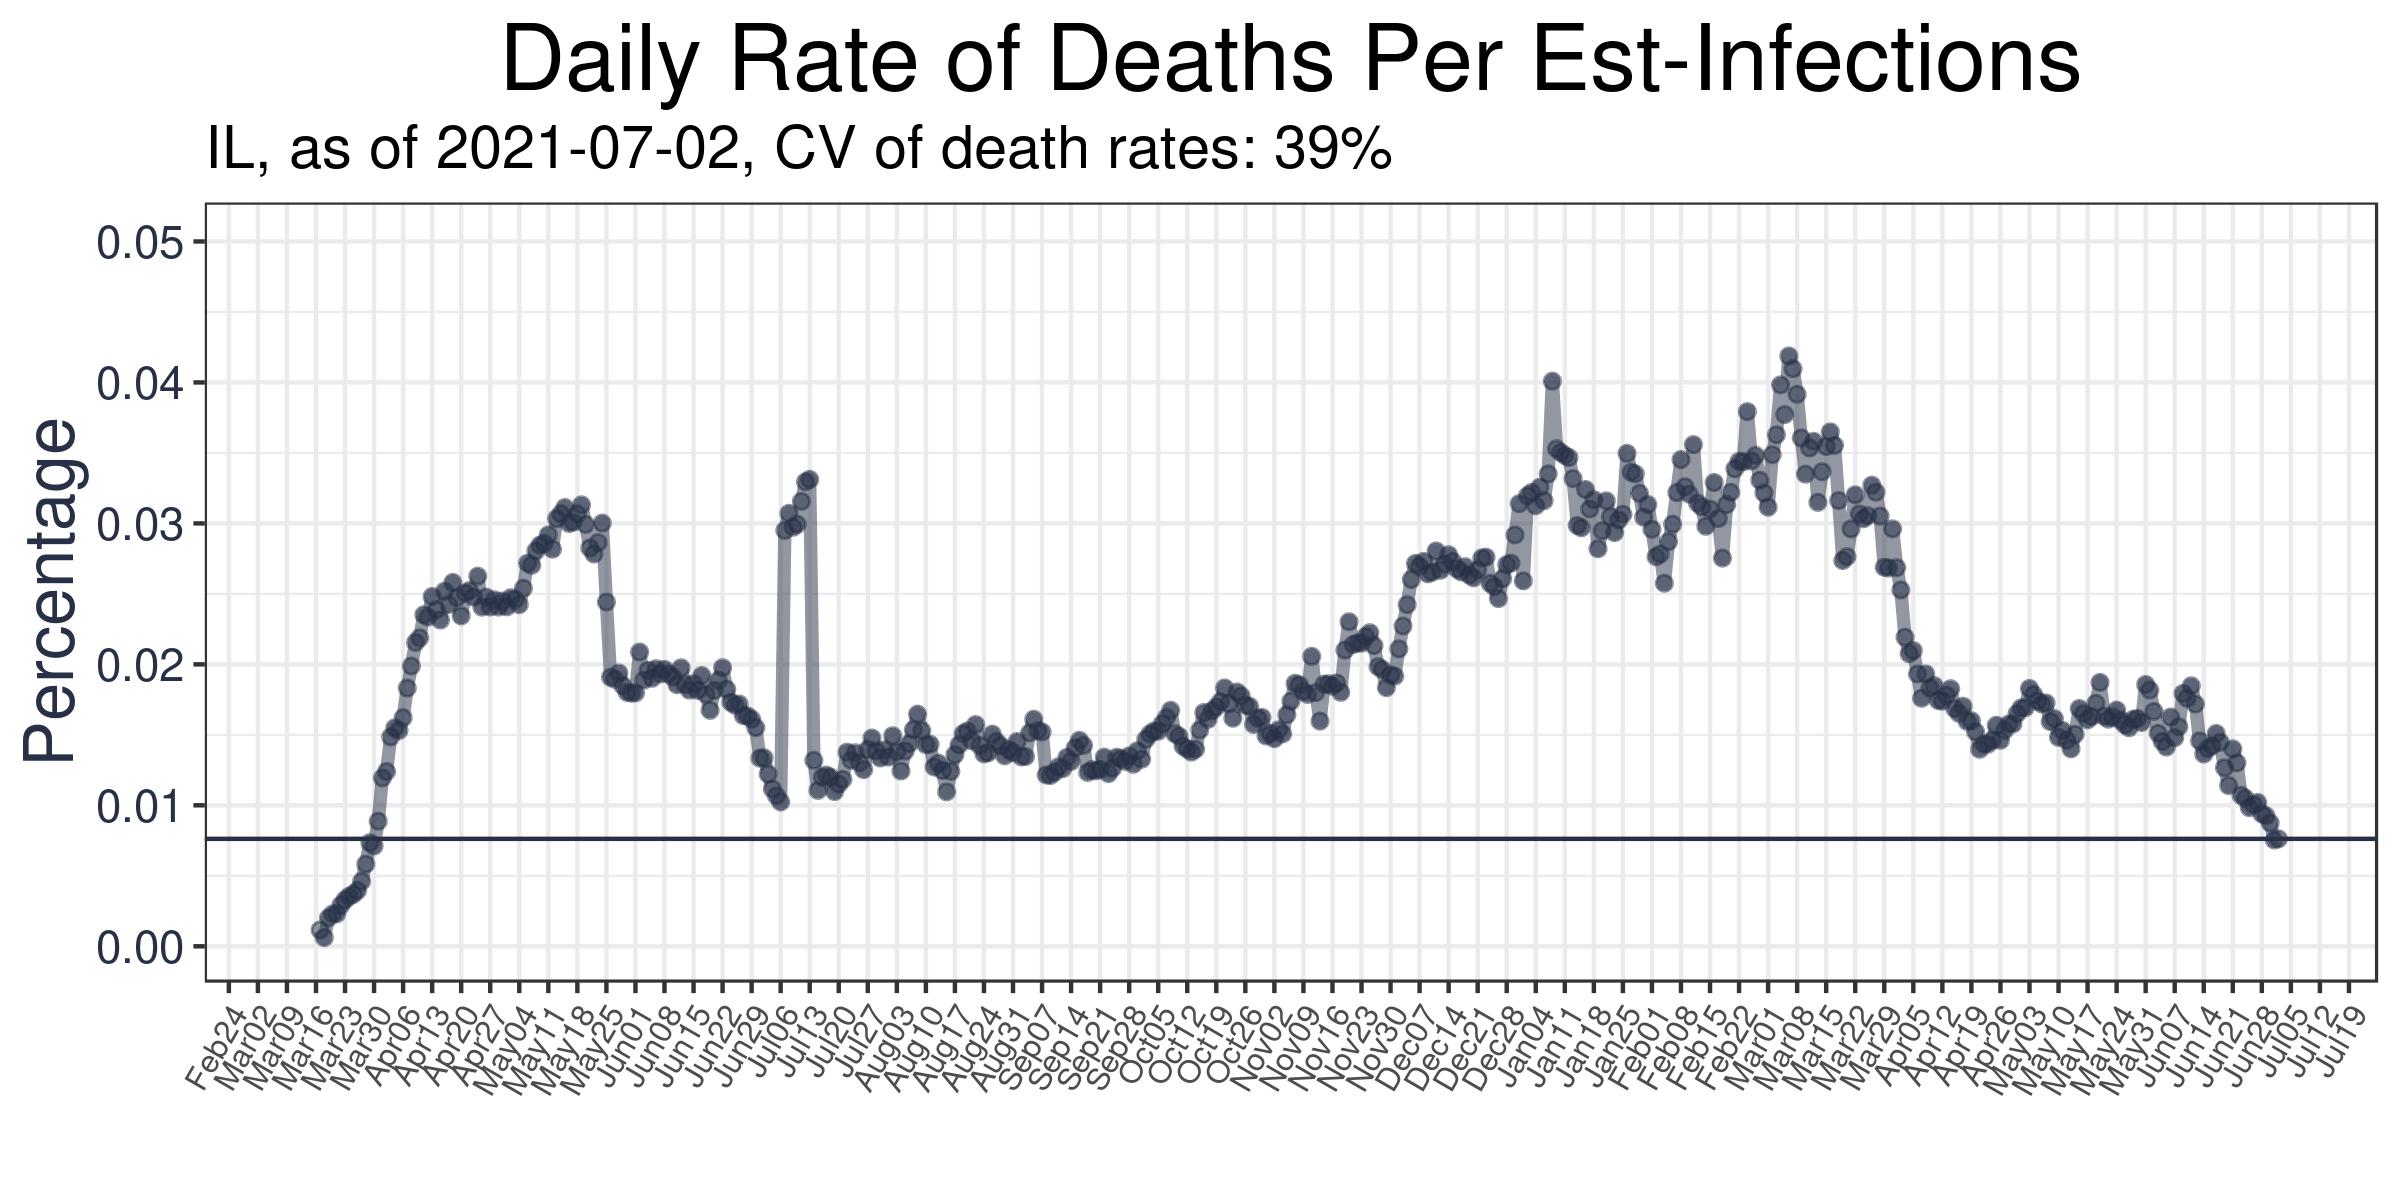 Daily Rate of Deaths Per Est-Infections
IL, as of 2021-07-02, CV of death rates: 39%
Percentage
0.05
0.04
0.03
0.02
0.01
0.00
Feb24
Mar02
Mar09
Mar16
Mar23
Mar30
Apr06
Apr13
Apr20
Apr27
May04
May11
May18
May25
Jun01
Jun08
Jun15
Jun22
Jun29
Jul06
Jul13
Jul20
Jul27
Aug03
Aug10
Aug17
Aug24
Aug31
Sep07
Sep14
Sep21
Sep28
Oct05
Oct12
Oct19
Oct26
Nov02
Nov09
Nov16
Nov23
Nov30
Dec07
Dec14
Dec21
Dec28
Jan04
Jan11
Jan18
Jan25
Feb01
Feb08
Feb15
Feb22
Mar01
Mar08
Mar15
Mar22
Mar29
Apr05
Apr12
Apr19
Apr26
May03
May10
May17
May24
May31
Jun07
Jun14
Jun21
Jun28
Jul05
Jul12
Jul19